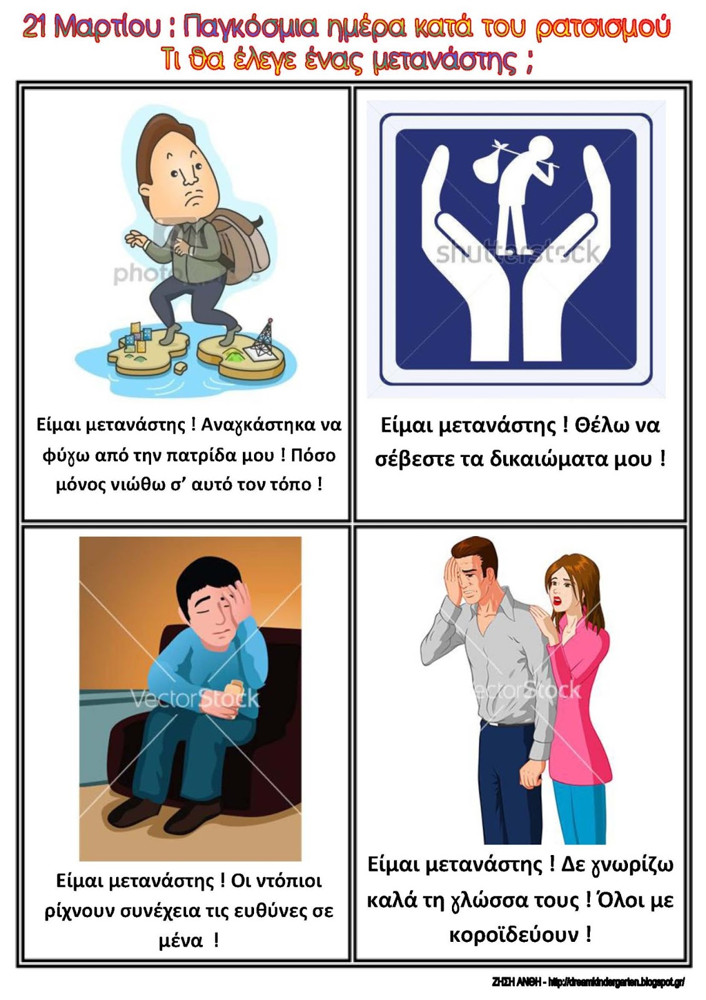 21 Μαρτίου : Παγκόσμια ημέρα κατά του ρατσισμού
Τι θα έλεγε ένας μετανάστης ;
shutterstock
Είμαι μετανάστης ! Αναγκάστηκα να
φύγω από την πατρίδα μου ! Πόσο
μόνος νιώθω σ’ αυτό τον τόπο !
Είμαι μετανάστης ! Θέλω να
σέβεστε τα δικαιώματα μου !
VectorStock
VectorStock
Είμαι μετανάστης ! Οι ντόπιοι
ρίχνουν συνέχεια τις ευθύνες σε
μένα !
Είμαι μετανάστης ! Δε γνωρίζω
καλά τη γλώσσα τους ! Όλοι με
κοροϊδεύουν !
ΖΗΣΗ ΑΝΘΗ - http://dreamkindergarten.blogspot.gr/